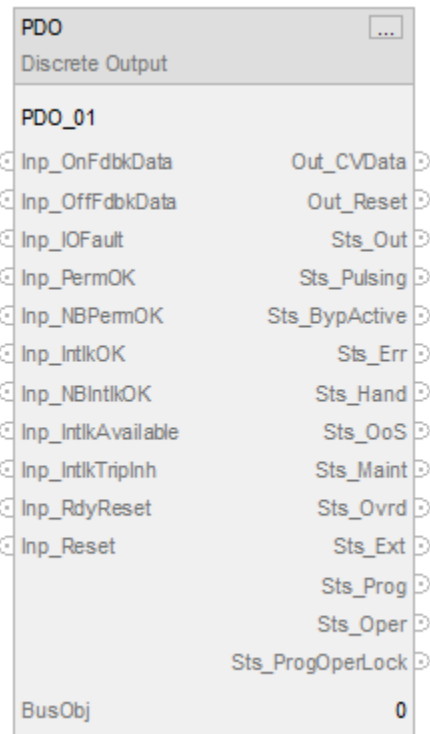 PDO ...
Discrete Output
PDO_01
Inp_OnFdbkData Out_CVData
Inp_OffFdbkData Out_Reset
Inp_IOFault Sts_Out
Inp_PermOK Sts_Pulsing
Inp_NBPermOK Sts_BypActive
Inp_IntlkOK Sts_Err
Inp_NBIntlkOK Sts_Hand
Inp_IntlkAvailable Sts_OoS
Inp_IntlkTripInh Sts_Maint
Inp_RdyReset Sts_Ovrd
Inp_Reset Sts_Ext
Sts_Prog
Sts_Oper
Sts_ProgOperLock
BusObj 0